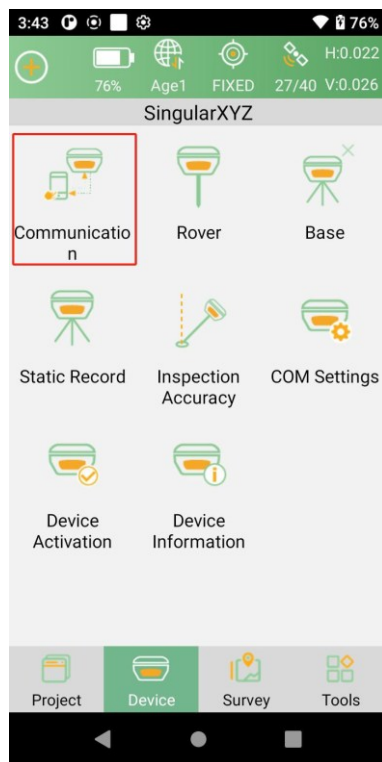 3:43 76%
H:0.022
76% Age1 FIXED 27/40 V:0.026
SingularXYZ
Communicatio
n
Rover
Base
Static Record
Inspection
Accuracy
COM Settings
Device
Activation
Device
Information
Project Device Survey Tools